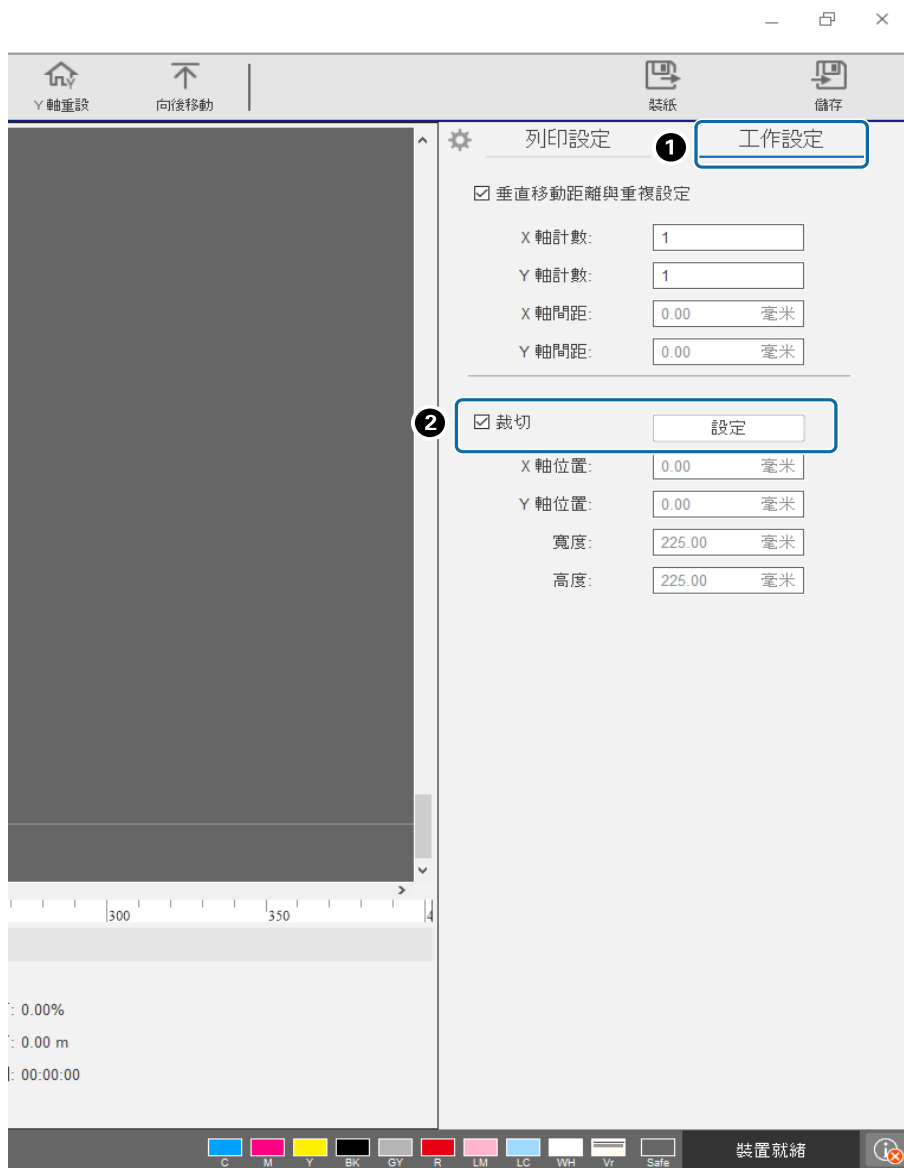 Y 軸重設
向後移動
裝紙
儲存
列印設定
1
工作設定
垂直移動距離與重複設定
X 軸計數: 1
Y 軸計數: 1
X 軸間距: 0.00 毫米
Y 軸間距: 0.00 毫米
2
裁切 設定
X 軸位置: 0.00 毫米
Y 軸位置: 0.00 毫米
寬度: 225.00 毫米
高度: 225.00 毫米
300 350
: 0.00%
: 0.00 m
: 00:00:00
C M Y BK GY R LM LC WH Vr Safe
裝置就緒